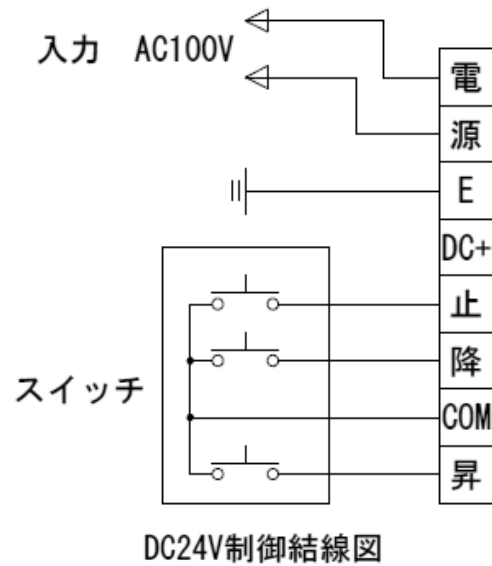 入力 AC100V
電
源
E
DC+
止
降
スイッチ
COM
昇
DC24V制御結線図